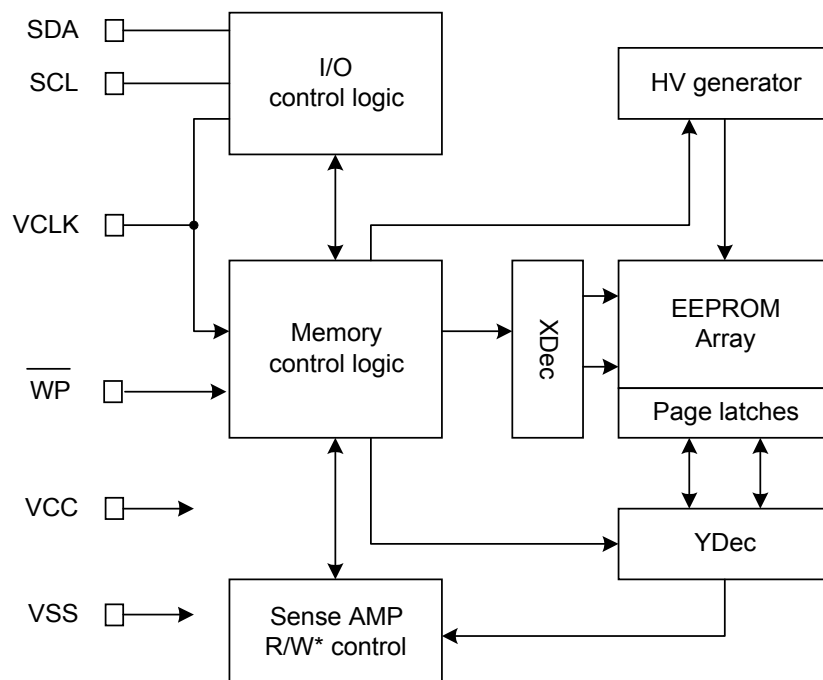 SDA
SCL
I/O
control logic
HV generator
VCLK
Memory
control logic
XDec
EEPROM
Array
WP
Page latches
VCC
YDec
VSS
Sense AMP
R/W* control